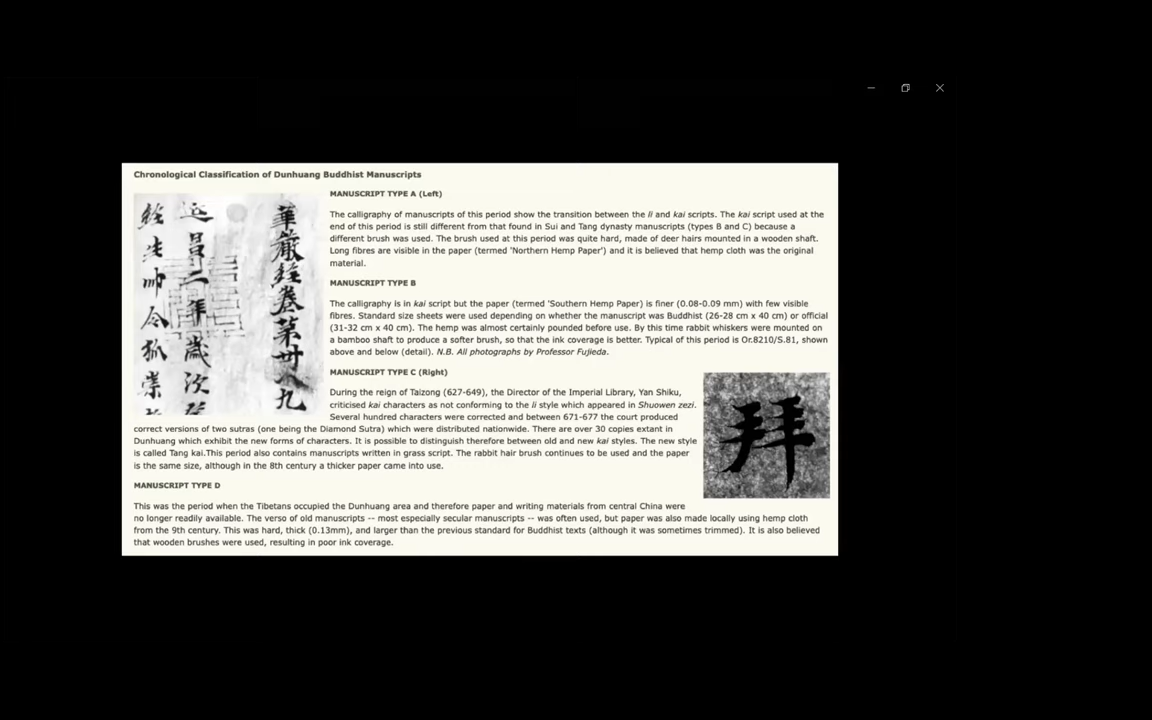 Chronological Classification of Dunhuang Buddhist Manuscripts
華嚴經卷第卅九
延昌二年歲次
經生帥令狐崇
MANUSCRIPT TYPE A (Left)
The calligraphy of manuscripts of this period show the transition between the li and kai scripts. The kai script used at the
end of this period is still different from that found in Sui and Tang dynasty manuscripts (types B and C) because a
different brush was used. The brush used at this period was quite hard, made of deer hairs mounted in a wooden shaft.
Long fibres are visible in the paper (termed 'Northern Hemp Paper') and it is believed that hemp cloth was the original
material.
MANUSCRIPT TYPE B
The calligraphy is in kai script but the paper (termed 'Southern Hemp Paper) is finer (0.08-0.09 mm) with few visible
fibres. Standard size sheets were used depending on whether the manuscript was Buddhist (26-28 cm x 40 cm) or official
(31-32 cm x 40 cm). The hemp was almost certainly pounded before use. By this time rabbit whiskers were mounted on
a bamboo shaft to produce a softer brush, so that the ink coverage is better. Typical of this period is Or.8210/S.81, shown
above and below (detail). N.B. All photographs by Professor Fujieda.
MANUSCRIPT TYPE C (Right)
During the reign of Taizong (627-649), the Director of the Imperial Library, Yan Shiku,
criticised kai characters as not conforming to the li style which appeared in Shuowen zezi.
Several hundred characters were corrected and between 671-677 the court produced
correct versions of two sutras (one being the Diamond Sutra) which were distributed nationwide. There are over 30 copies extant in
Dunhuang which exhibit the new forms of characters. It is possible to distinguish therefore between old and new kai styles. The new style
is called Tang kai.This period also contains manuscripts written in grass script. The rabbit hair brush continues to be used and the paper
is the same size, although in the 8th century a thicker paper came into use.
拜
MANUSCRIPT TYPE D
This was the period when the Tibetans occupied the Dunhuang area and therefore paper and writing materials from central China were
no longer readily available. The verso of old manuscripts -- most especially secular manuscripts -- was often used, but paper was also made locally using hemp cloth
from the 9th century. This was hard, thick (0.13mm), and larger than the previous standard for Buddhist texts (although it was sometimes trimmed). It is also believed
that wooden brushes were used, resulting in poor ink coverage.